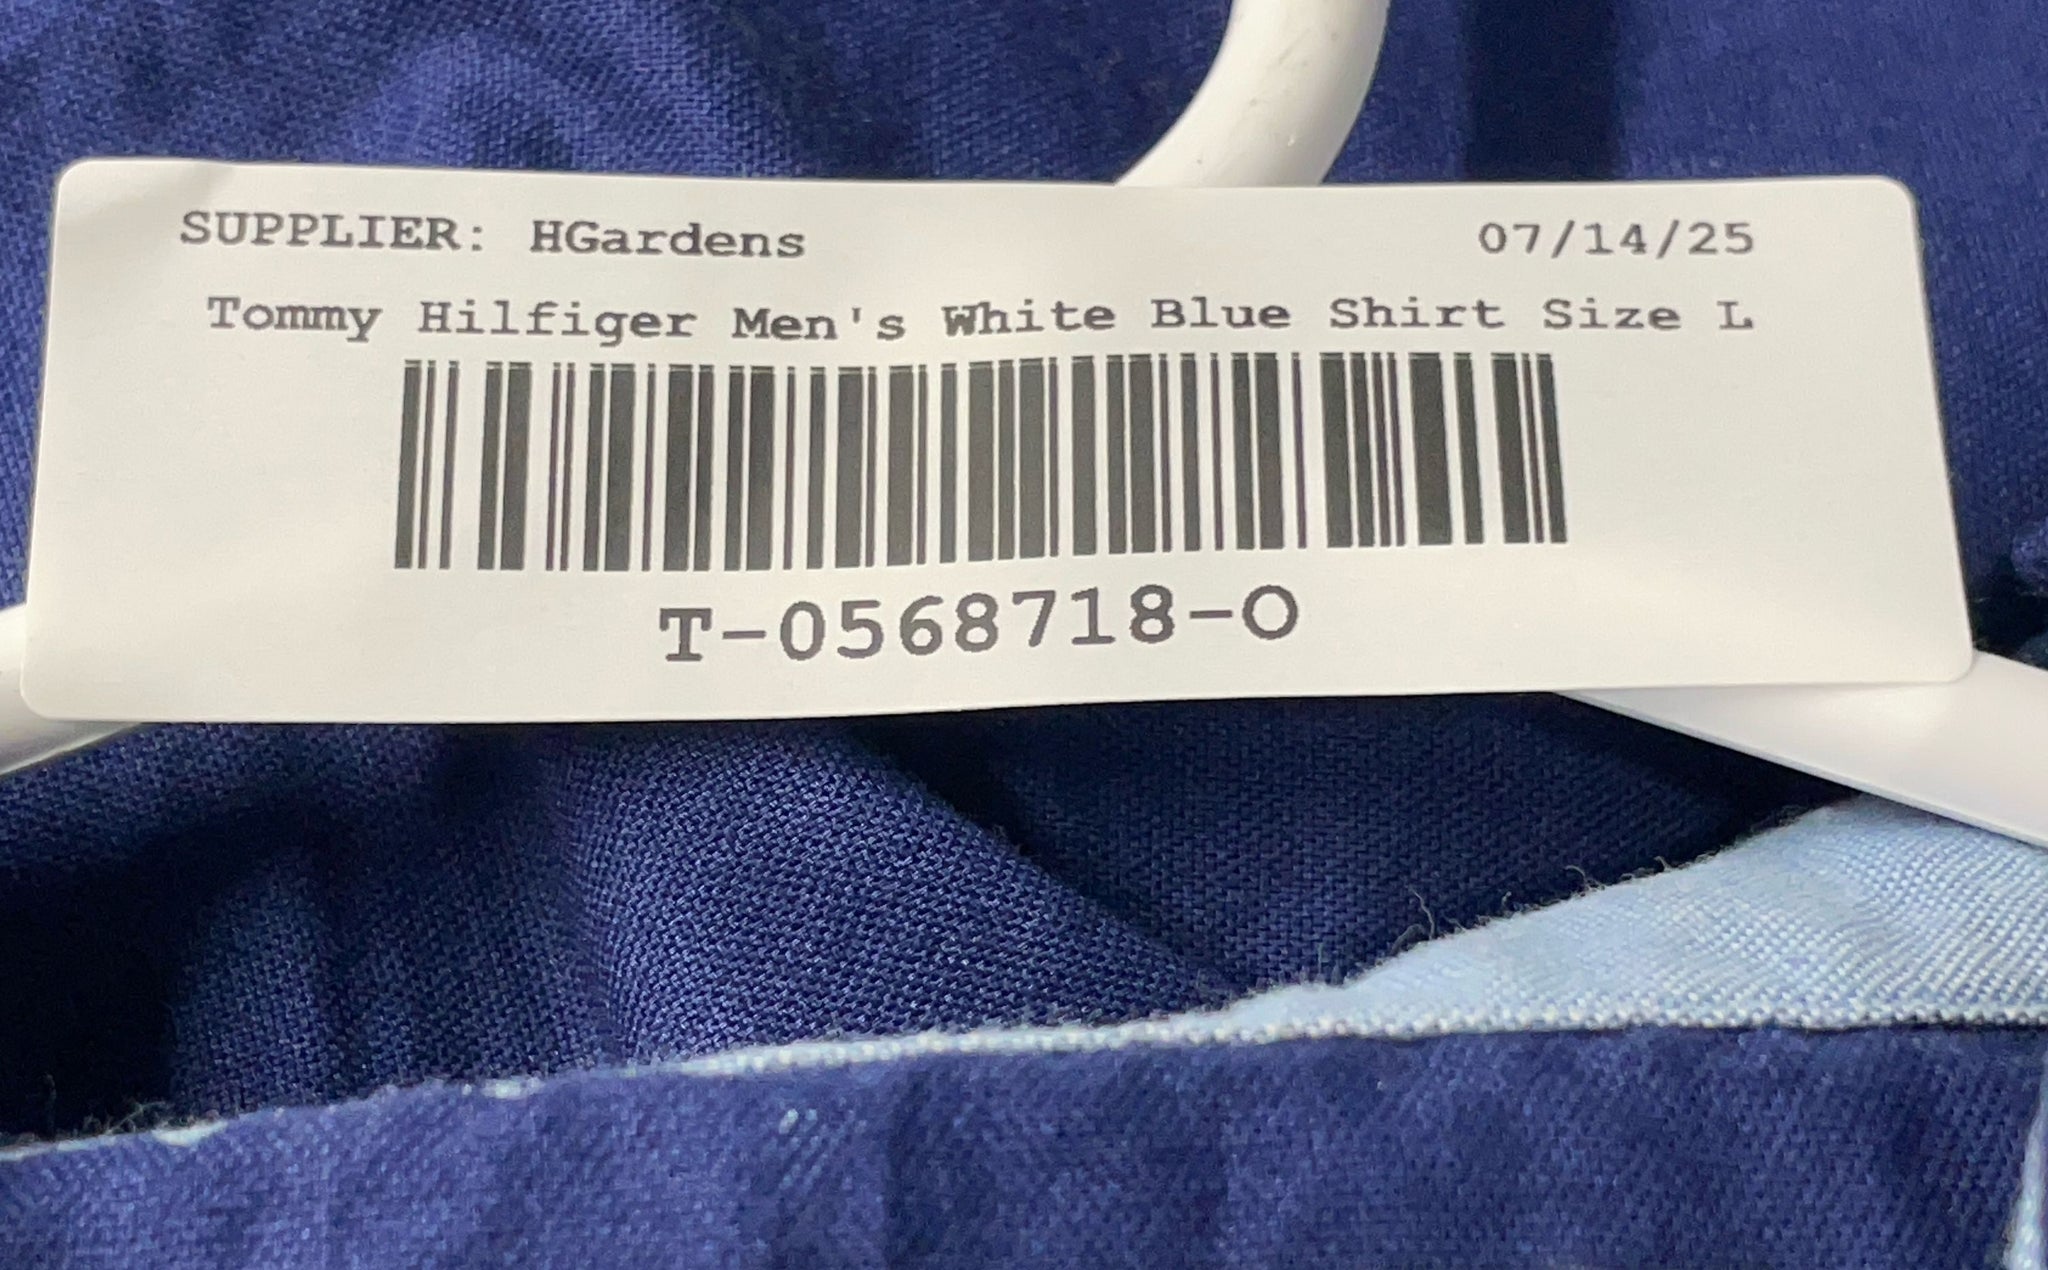 SUPPLIER: HGardens 07/14/25
Tommy Hilfiger Men's White Blue Shirt Size L
T-0568718-O